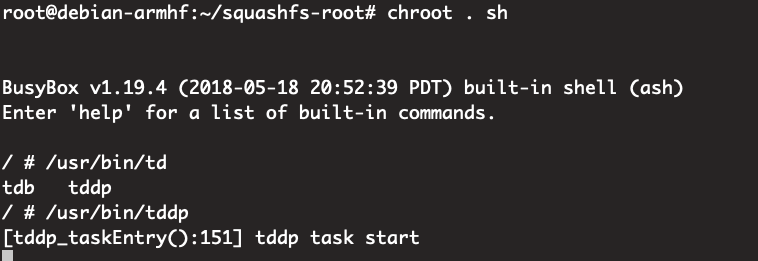 root@debian-armhf:~/squashfs-root# chroot . sh
BusyBox v1.19.4 (2018-05-18 20:52:39 PDT) built-in shell (ash)
Enter 'help' for a list of built-in commands.
/ # /usr/bin/td
tdb   tddp
/ # /usr/bin/tddp
[tddp_taskEntry():151] tddp task start